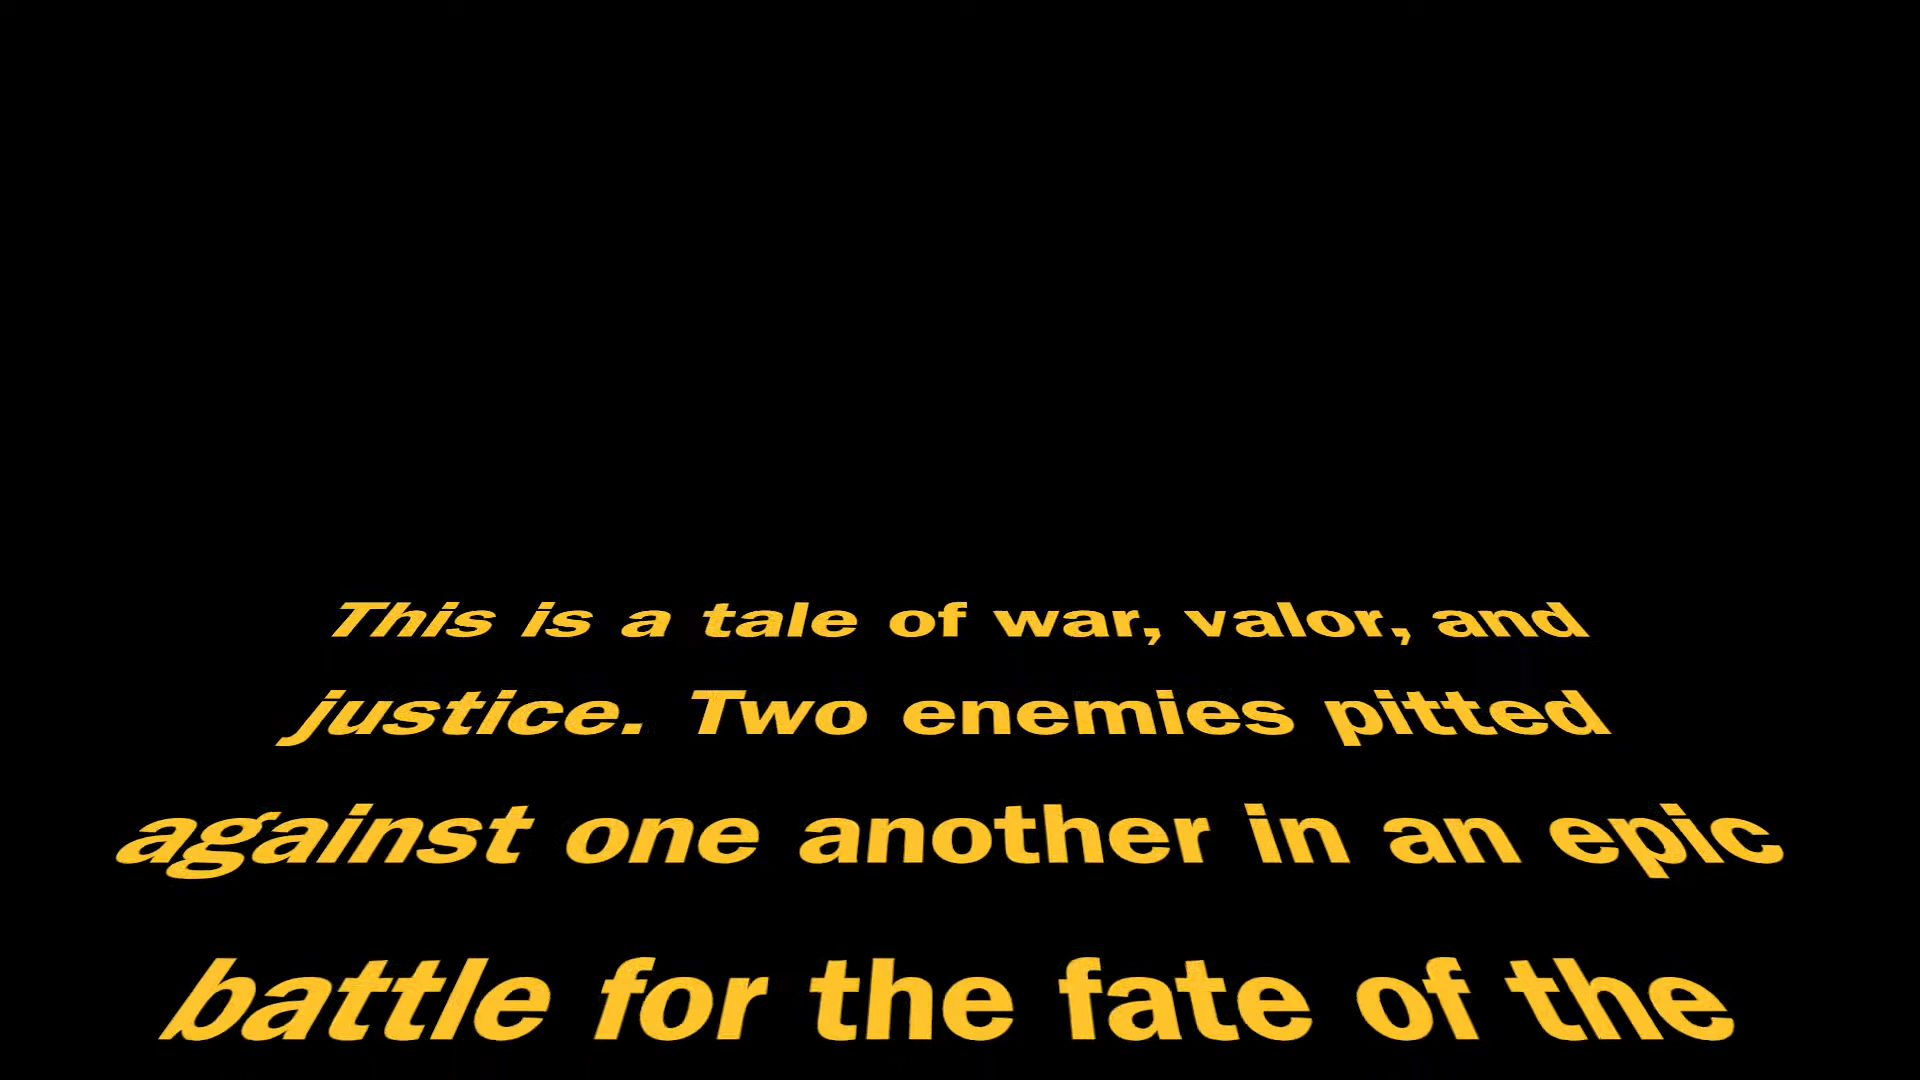 This is a tale of war, valor, and
justice. Two enemies pitted
against one another in an epic
battle for the fate of the